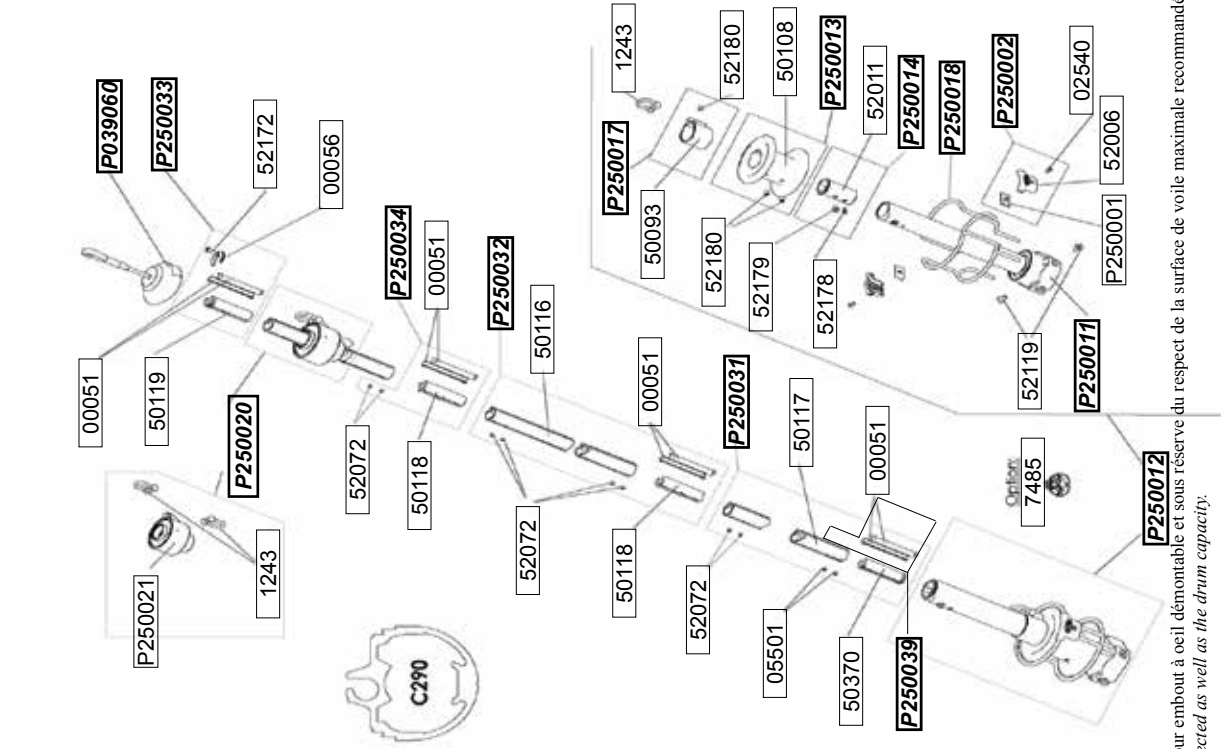 P039060
P250033
52172
00056
00051
50119
P250020
P250034
00051
P250032
50116
52072
50118
00051
52072
50118
P250031
50117
00051
52072
05501
50370
P250039
P250021
1243
C290
Option:
7485
P250012
1243
52180
50108
P250013
52011
P250014
P250018
P250002
02540
52006
P250001
P250017
50093
52180
52179
52178
52119
P250011
embout à oeil démontable et sous réserve du respect de la surface de voile maximale
as well as the drum capacity.